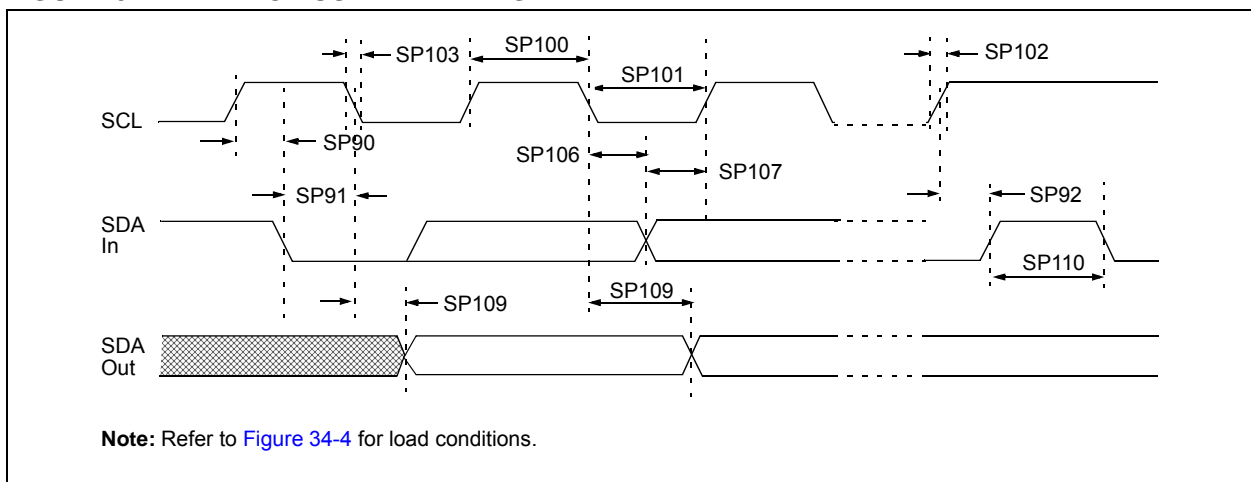 SP103
SP100
SP101
SP102
SCL
SP90
SP106
SP107
SP91
SP92
SDA
In
SP110
SP109
SP109
SDA
Out
Note: Refer to Figure 34-4 for load conditions.